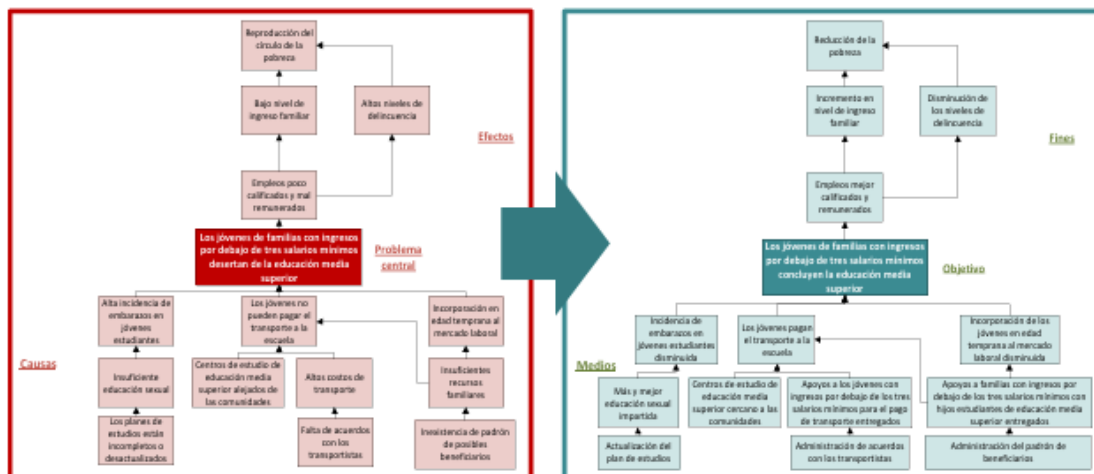 Reproducción del
círculo de la
pobreza
Bajo nivel de
ingreso familiar
Altos niveles de
delincuencia
Efectos
Empleos poco
calificados y mal
remunerados
Los jóvenes de familias con ingresos
por debajo de tres salarios mínimos
desertan de la educación media
superior
Problema
central
Alta incidencia de
embarazos en
jóvenes
estudiantes
Los jóvenes no
pueden pagar el
transporte a la
escuela
Incorporación en
edad temprana al
mercado laboral
Causas
Insuficiente
educación sexual
Centros de estudio de
educación media
superior alejados de las
comunidades
Altos costos de
transporte
Insuficientes
recursos
familiares
Los planes de
estudios están
incompletos o
desactualizados
Falta de acuerdos
con los
transportistas
Inexistencia de padrón
de posibles
beneficiarios
Reducción de la
pobreza
Incremento en
nivel de ingreso
familiar
Disminución de
los niveles de
delincuencia
Fines
Empleos mejor
calificados y
remunerados
Los jóvenes de familias con ingresos
por debajo de tres salarios mínimos
concluyen la educación media
superior
Objetivo
Incidencia de
embarazos en
jóvenes estudiantes
disminuida
Los jóvenes pagan
el transporte a la
escuela
Incorporación de los
jóvenes en edad
temprana al mercado
laboral disminuida
Medios
Más y mejor
educación sexual
impartida
Centros de estudio de
educación media
superior cercano a las
comunidades
Apoyos a los jóvenes con
ingresos por debajo de los tres
salarios mínimos para el pago
de transporte entregados
Apoyos a familias con ingresos por
debajo de los tres salarios mínimos con
hijos estudiantes de educación media
superior entregados
Actualización del
plan de estudios
Administración de acuerdos
con los transportistas
Administración del padrón de
beneficiarios